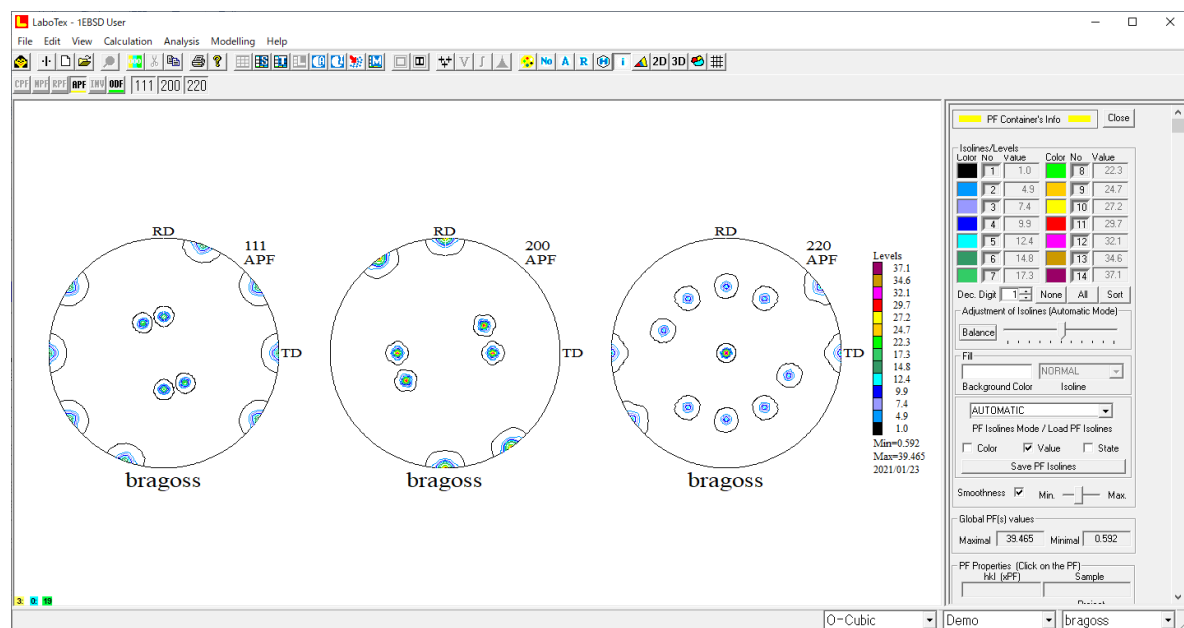 LaboTex - 1EBSD User
File Edit View Calculation Analysis Modelling Help
No A R i 2D 3D
CPF NPF RPF APF INV ODF 111 200 220
PF Container's Info Close
Isolines/Levels
Color No Value Color No Value
1 1.0 8 22.3
2 4.9 9 24.7
3 7.4 10 27.2
4 9.9 11 29.7
5 12.4 12 32.1
6 14.8 13 34.6
7 17.3 14 37.1
Dec. Digit 1 None All Sort
Adjustment of Isolines (Automatic Mode)
Balance
Fill
NORMAL
Background Color Isoline
AUTOMATIC
PF Isolines Mode / Load PF Isolines
Color Value State
Save PF Isolines
Smoothness Min. Max.
Global PF(s) values
Maximal 39.465 Minimal 0.592
PF Properties (Click on the PF)
hkl (xPF) Sample
RD
111
APF
TD
bragoss
RD
200
APF
TD
bragoss
RD
220
APF
TD
bragoss
Levels
37.1
34.6
32.1
29.7
27.2
24.7
22.3
17.3
14.8
12.4
9.9
7.4
4.9
1.0
Min=0.592
Max=39.465
2021/01/23
3: 0: 19
O-Cubic Demo bragoss